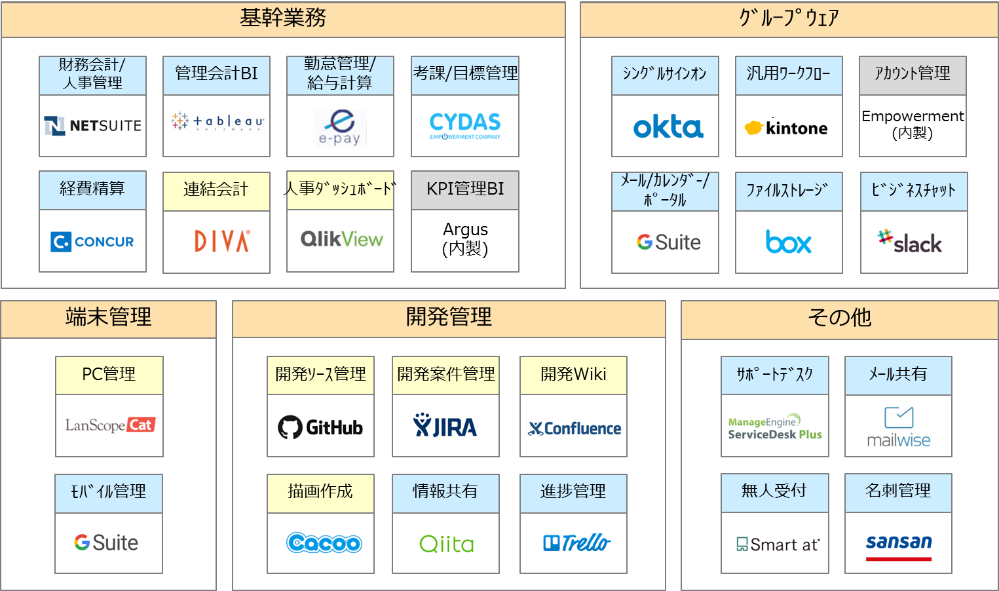 基幹業務
財務会計/
人事管理
NETSUITE
管理会計BI
+ableau
SOFTWARE
勤怠管理/
給与計算
e-pay
考課/目標管理
CYDAS
EMPOWERMENT COMPANY
経費精算
C.
CONCUR
連結会計
DIVA®
人事ﾀﾞｯｼｭﾎﾞｰﾄﾞ
QlikView
KPI管理BI
Argus
(内製)
ｸﾞﾙｰﾌﾟｳｪｱ
ｼﾝｸﾞﾙｻｲﾝｵﾝ
okta
汎用ﾜｰｸﾌﾛｰ
kintone
ｱｶｳﾝﾄ管理
Empowerment
(内製)
ﾒｰﾙ/ｶﾚﾝﾀﾞｰ/
ﾎﾟｰﾀﾙ
G Suite
ﾌｧｲﾙｽﾄﾚｰｼﾞ
box
ﾋﾞｼﾞﾈｽﾁｬｯﾄ
slack
端末管理
PC管理
LanScope Cat
ﾓﾊﾞｲﾙ管理
G Suite
開発管理
開発ｿｰｽ管理
GitHub
開発案件管理
JIRA
開発Wiki
Confluence
描画作成
Cacoo
情報共有
Qiita
進捗管理
Trello
その他
ｻﾎﾟｰﾄﾃﾞｽｸ
ManageEngine
ServiceDesk Plus
ﾒｰﾙ共有
mailwise
無人受付
Smart at
名刺管理
sansan